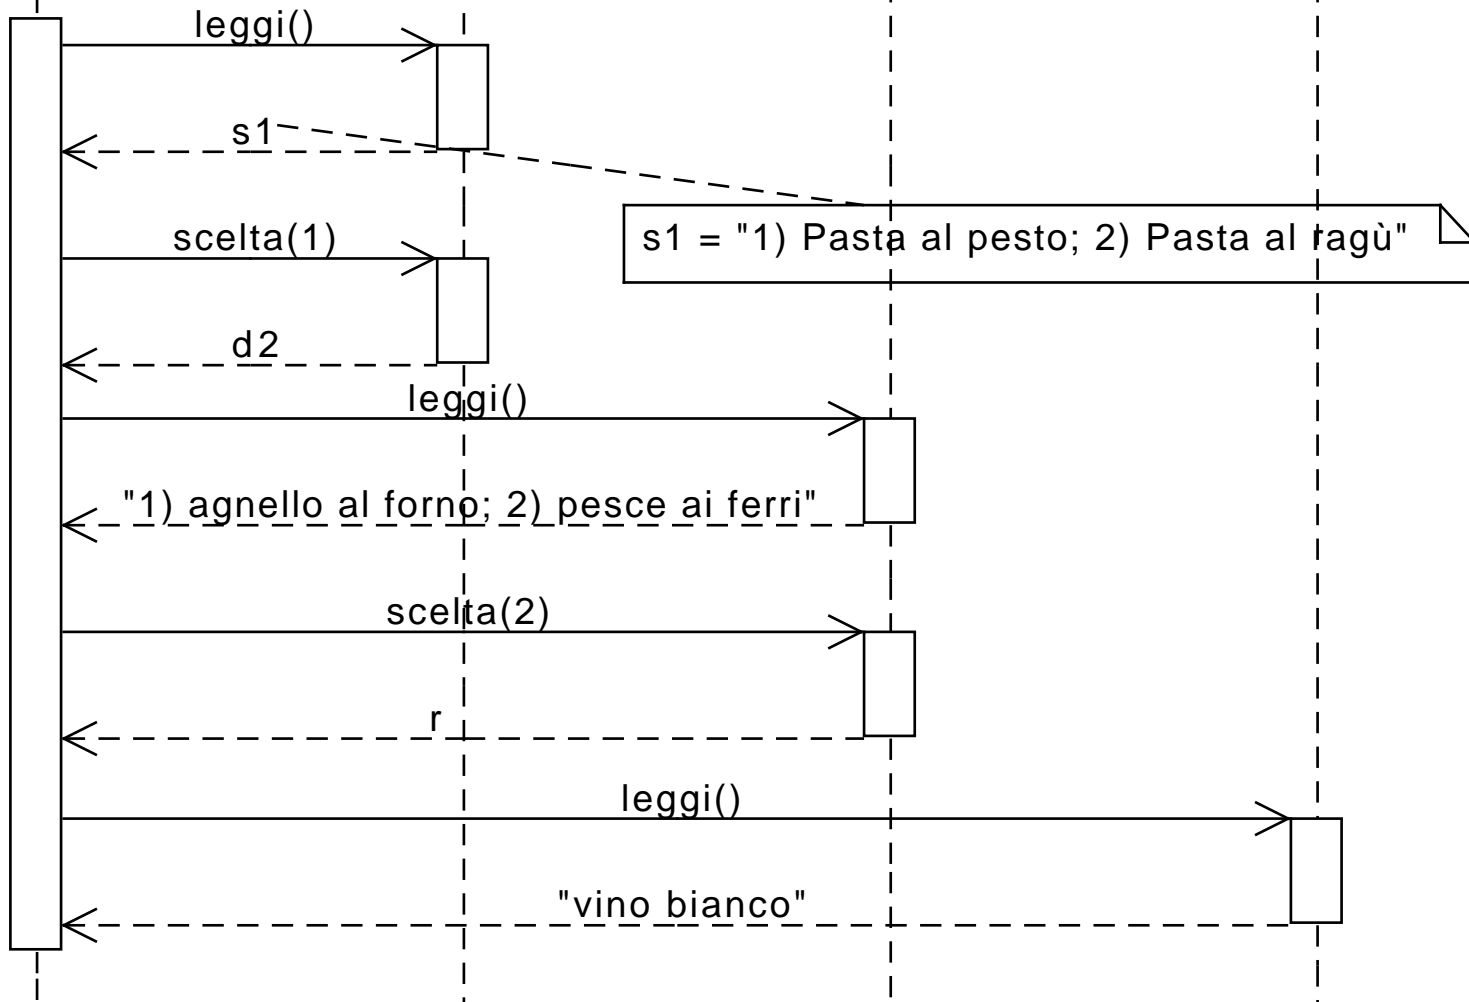 leggi()
s1
s1 = "1) Pasta al pesto; 2) Pasta al ragù"
scelta(1)
d2
leggi()
"1) agnello al forno; 2) pesce ai ferri"
scelta(2)
r
leggi()
"vino bianco"